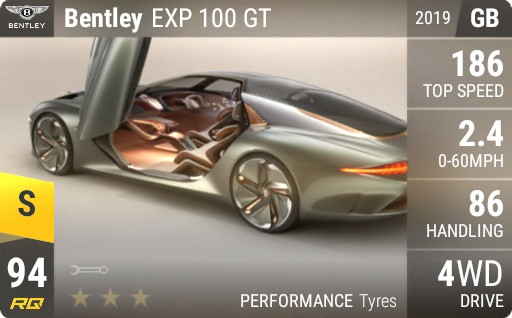 BENTLEY
Bentley EXP 100 GT
2019 GB
186
TOP SPEED
2.4
0-60MPH
S
86
HANDLING
94
RQ
4WD
DRIVE
PERFORMANCE Tyres